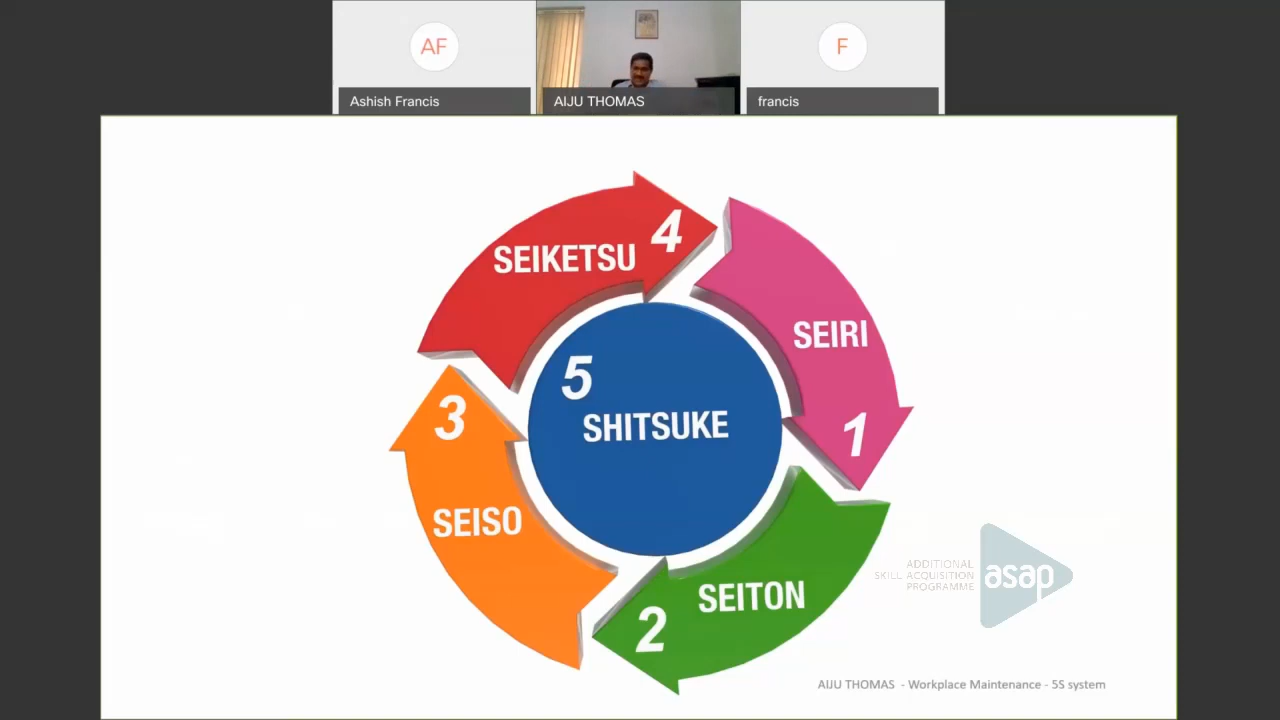 AF
F
Ashish Francis
AIJU THOMAS
francis
SEIKETSU 4
SEIRI
1
5
SHITSUKE
3
SEISO
SEITON
2
ADDITIONAL
SKILL ACQUISITION
PROGRAMME
asap
AIJU THOMAS - Workplace Maintenance - 5S system